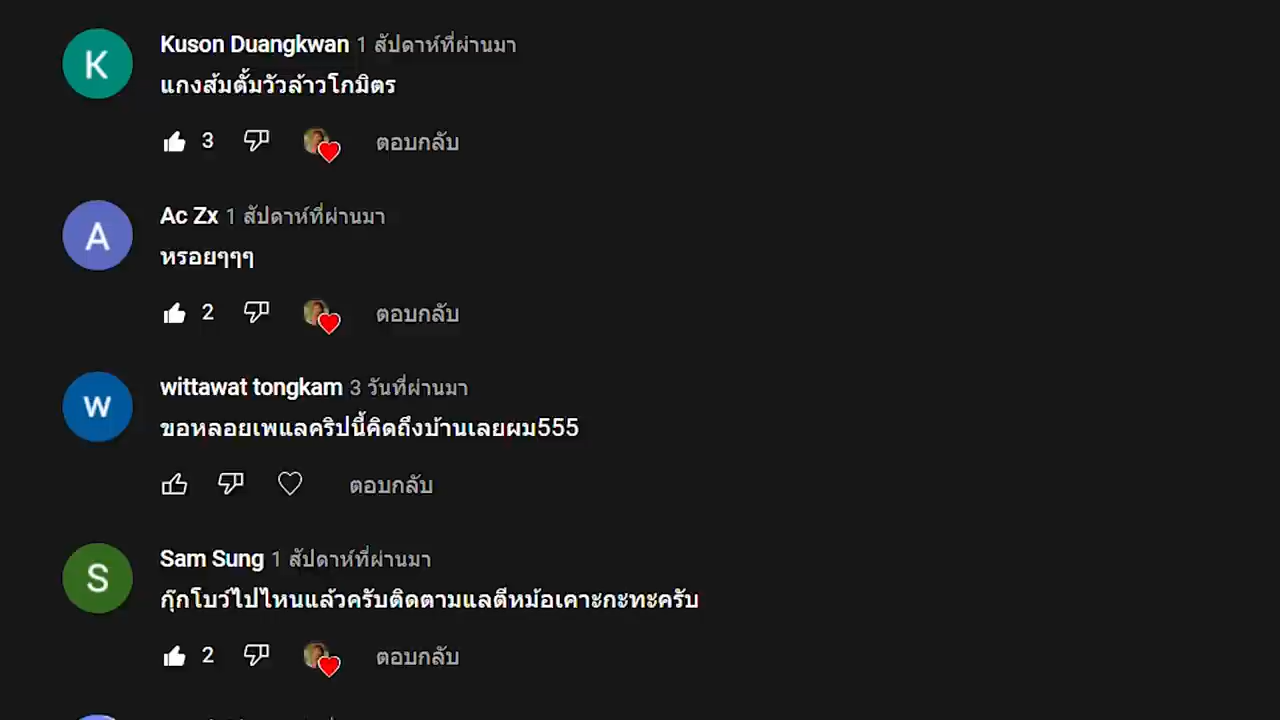 K
Kuson Duangkwan 1 สัปดาห์ที่ผ่านมา
แกงส้มตั้มวัวล้าวโกมิตร
3 ตอบกลับ
A
Ac Zx 1 สัปดาห์ที่ผ่านมา
หรอยๆๆๆ
2 ตอบกลับ
W
wittawat tongkam 3 วันที่ผ่านมา
ขอหลอยเพแลคริปนี้คิดถึงบ้านเลยผม555
ตอบกลับ
S
Sam Sung 1 สัปดาห์ที่ผ่านมา
กุ๊กโบว์ไปไหนแล้วครับติดตามแลตีหม้อเคาะกะทะครับ
2 ตอบกลับ